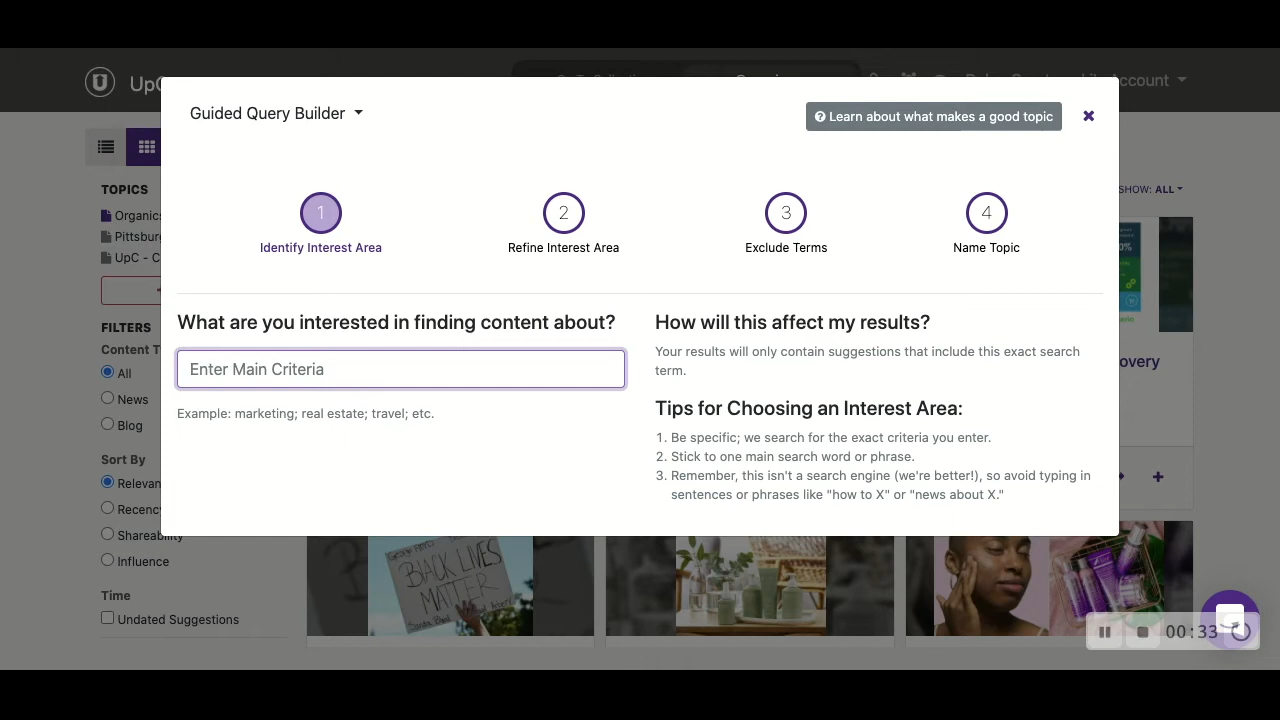 UpC
ccount
Guided Query Builder
Learn about what makes a good topic
1
2
3
4
Identify Interest Area
Refine Interest Area
Exclude Terms
Name Topic
What are you interested in finding content about?
Enter Main Criteria
Example: marketing; real estate; travel; etc.
How will this affect my results?
Your results will only contain suggestions that include this exact search
term.
Tips for Choosing an Interest Area:
1. Be specific; we search for the exact criteria you enter.
2. Stick to one main search word or phrase.
3. Remember, this isn't a search engine (we're better!), so avoid typing in
sentences or phrases like "how to X" or "news about X."
TOPICS
Organics
Pittsburg
UpC - C
FILTERS
Content T
All
News
Blog
Sort By
Relevan
Recency
Shareability
Influence
Time
Undated Suggestions
SHOW: ALL
0%
overy
BLACK LIVES
MATTER
00:33